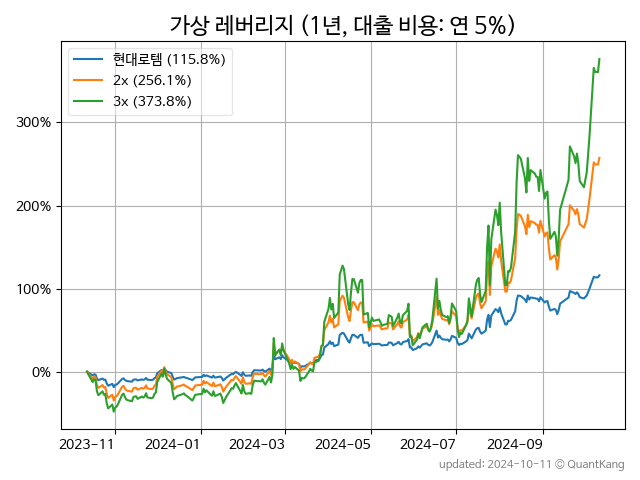 가상 레버리지 (1년, 대출 비용: 연 5%)
현대로템 (115.8%)
2x (256.1%)
3x (373.8%)
300%
200%
100%
0%
2023-11 2024-01 2024-03 2024-05 2024-07 2024-09
updated: 2024-10-11 © QuantKang